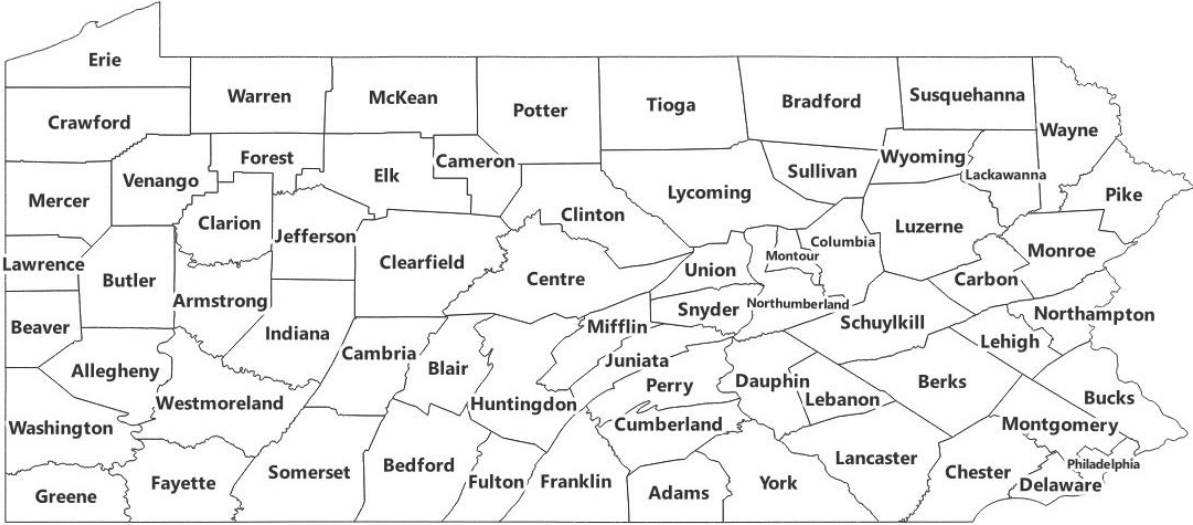 Erie
Crawford
Warren
McKean
Potter
Tioga
Bradford
Susquehanna
Wayne
Mercer
Venango
Forest
Elk
Cameron
Lycoming
Sullivan
Wyoming
Lackawanna
Pike
Clarion
Jefferson
Clinton
Columbia
Luzerne
Lawrence
Butler
Armstrong
Clearfield
Centre
Union
Montour
Carbon
Monroe
Beaver
Indiana
Cambria
Snyder
Northumberland
Schuylkill
Northampton
Allegheny
Blair
Mifflin
Juniata
Lehigh
Westmoreland
Huntingdon
Perry
Dauphin
Lebanon
Berks
Bucks
Washington
Cumberland
Montgomery
Greene
Fayette
Somerset
Bedford
Fulton
Franklin
Adams
York
Lancaster
Chester
Delaware
Philadelphia